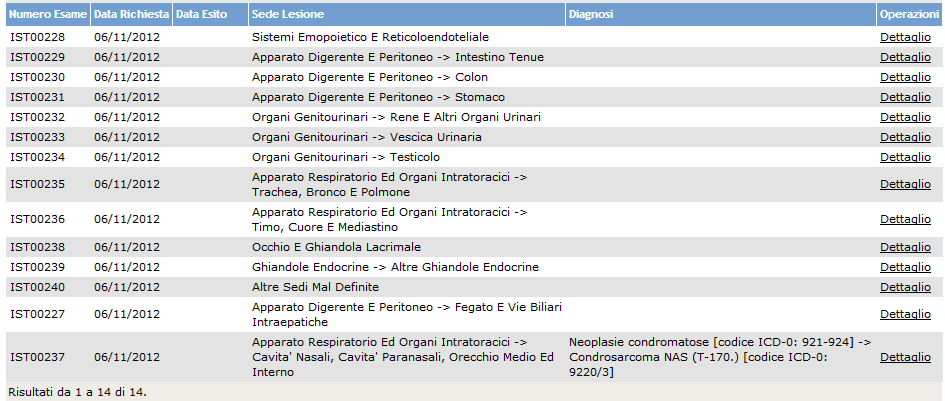 Numero Esame Data Richiesta Data Esito Sede Lesione Diagnosi Operazioni
IST00228 06/11/2012 Sistemi Emopoietico E Reticoloendoteliale Dettaglio
IST00229 06/11/2012 Apparato Digerente E Peritoneo -> Intestino Tenue Dettaglio
IST00230 06/11/2012 Apparato Digerente E Peritoneo -> Colon Dettaglio
IST00231 06/11/2012 Apparato Digerente E Peritoneo -> Stomaco Dettaglio
IST00232 06/11/2012 Organi Genitourinari -> Rene E Altri Organi Urinari Dettaglio
IST00233 06/11/2012 Organi Genitourinari -> Vescica Urinaria Dettaglio
IST00234 06/11/2012 Organi Genitourinari -> Testicolo Dettaglio
IST00235 06/11/2012 Apparato Respiratorio Ed Organi Intratoracici -> Dettaglio
Trachea, Bronco E Polmone
IST00236 06/11/2012 Apparato Respiratorio Ed Organi Intratoracici -> Dettaglio
Timo, Cuore E Mediastino
IST00238 06/11/2012 Occhio E Ghiandola Lacrimale Dettaglio
IST00239 06/11/2012 Ghiandole Endocrine -> Altre Ghiandole Endocrine Dettaglio
IST00240 06/11/2012 Altre Sedi Mal Definite Dettaglio
IST00227 06/11/2012 Apparato Digerente E Peritoneo -> Fegato E Vie Biliari Dettaglio
Intraepatiche
Apparato Respiratorio Ed Organi Intratoracici -> Neoplasie condromatose [codice ICD-0: 921-924] ->
IST00237 06/11/2012 Cavita' Nasali, Cavita' Paranasali, Orecchio Medio Ed Condrosarcoma NAS (T-170.) [codice ICD-0: Dettaglio
Interno 9220/3]
Risultati da 1 a 14 di 14.